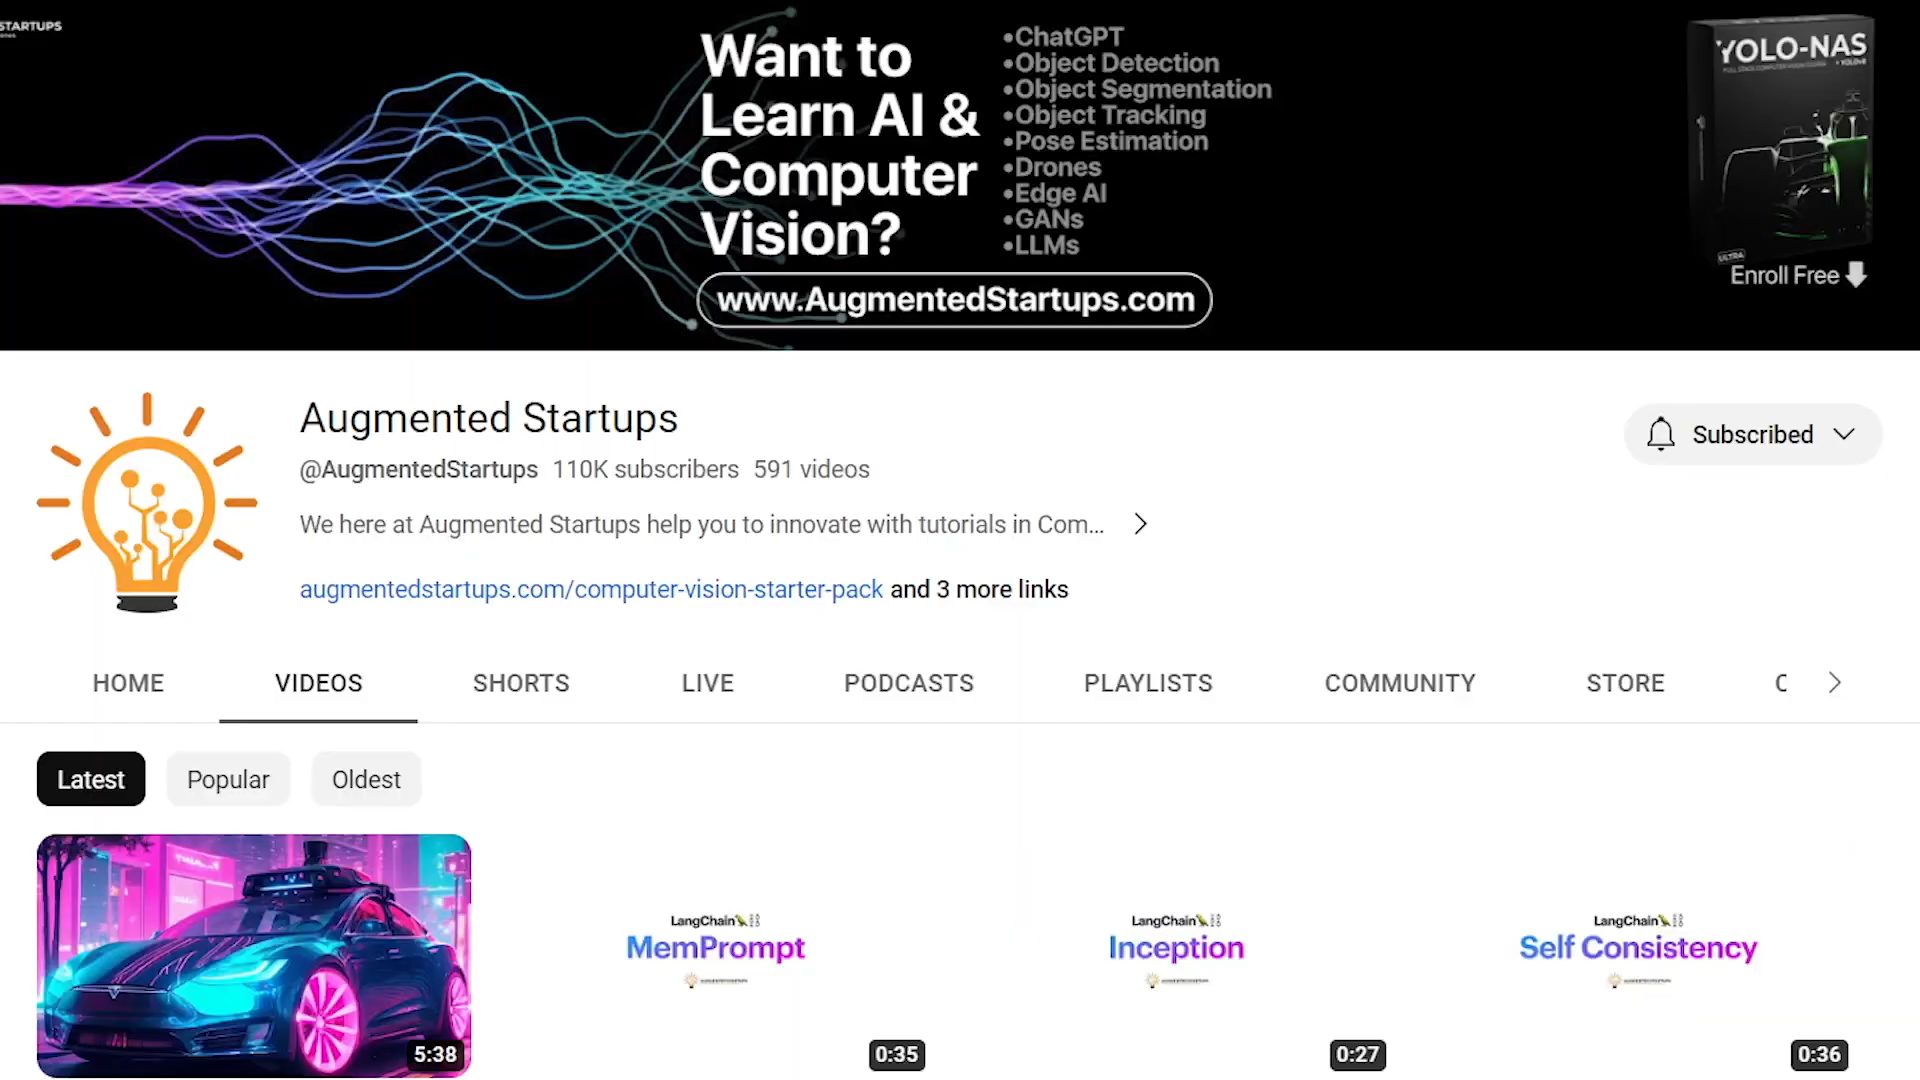 STARTUPS
Want to
Learn AI &
Computer
Vision?
•ChatGPT
•Object Detection
•Object Segmentation
•Object Tracking
•Pose Estimation
•Drones
•Edge AI
•GANs
•LLMs
www.AugmentedStartups.com
YOLO-NAS
+ YOLOv8
ULTRA
Enroll Free
Augmented Startups
@AugmentedStartups 110K subscribers 591 videos
We here at Augmented Startups help you to innovate with tutorials in Com...
augmentedstartups.com/computer-vision-starter-pack and 3 more links
Subscribed
HOME VIDEOS SHORTS LIVE PODCASTS PLAYLISTS COMMUNITY STORE C
Latest Popular Oldest
5:38
LangChain
MemPrompt
0:35
LangChain
Inception
0:27
LangChain
Self Consistency
0:36